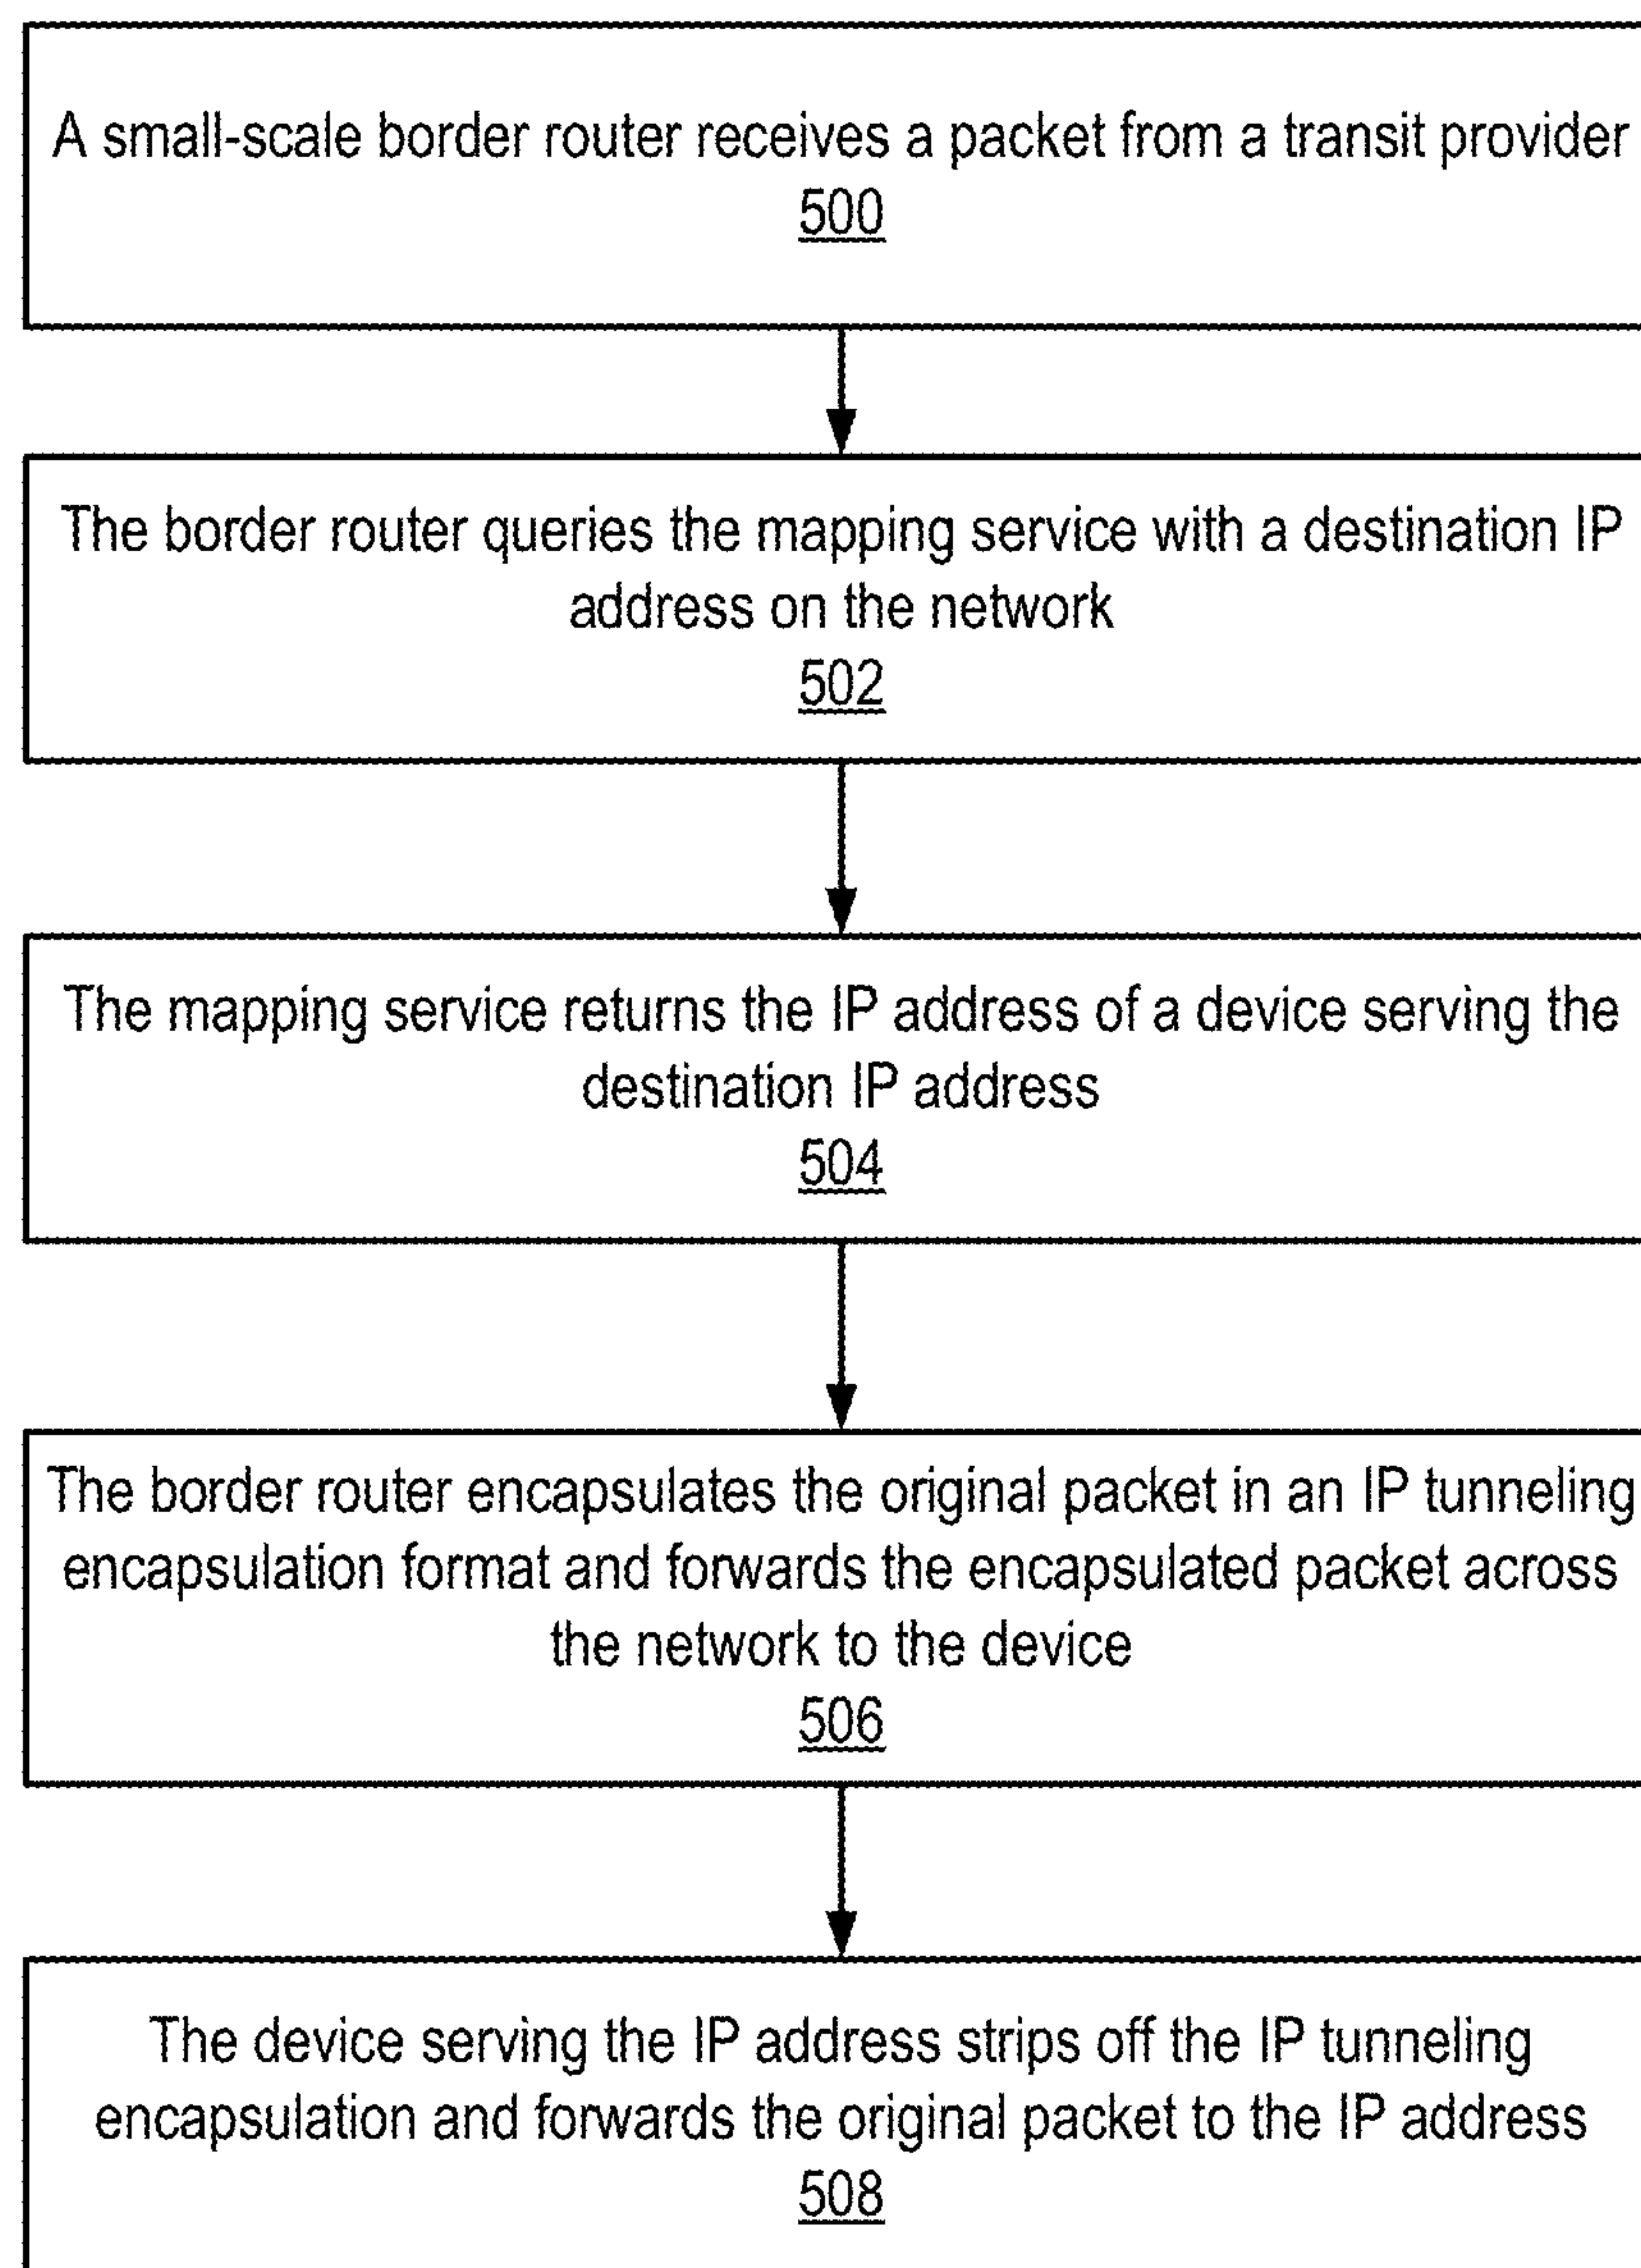 A small-scale border router receives a packet from a transit provider
500
The border router queries the mapping service with a destination IP
address on the network
502
The mapping service returns the IP address of a device serving the
destination IP address
504
The border router encapsulates the original packet in an IP tunneling
encapsulation format and forwards the encapsulated packet across
the network to the device
506
The device serving the IP address strips off the IP tunneling
encapsulation and forwards the original packet to the IP address
508